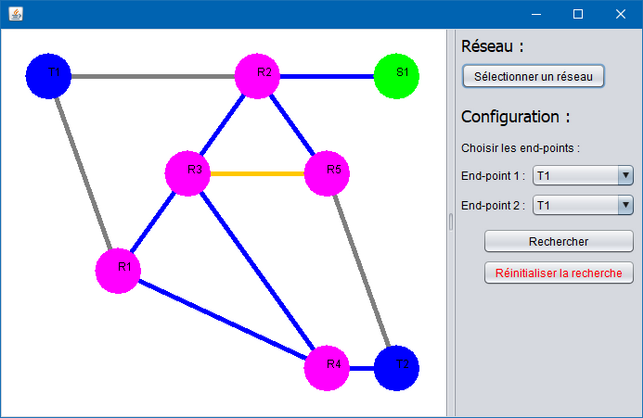 T1
R2
S1
R3
R5
R1
R4
T2
Réseau :
Sélectionner un réseau
Configuration :
Choisir les end-points :
End-point 1 : T1
End-point 2 : T1
Rechercher
Réinitialiser la recherche